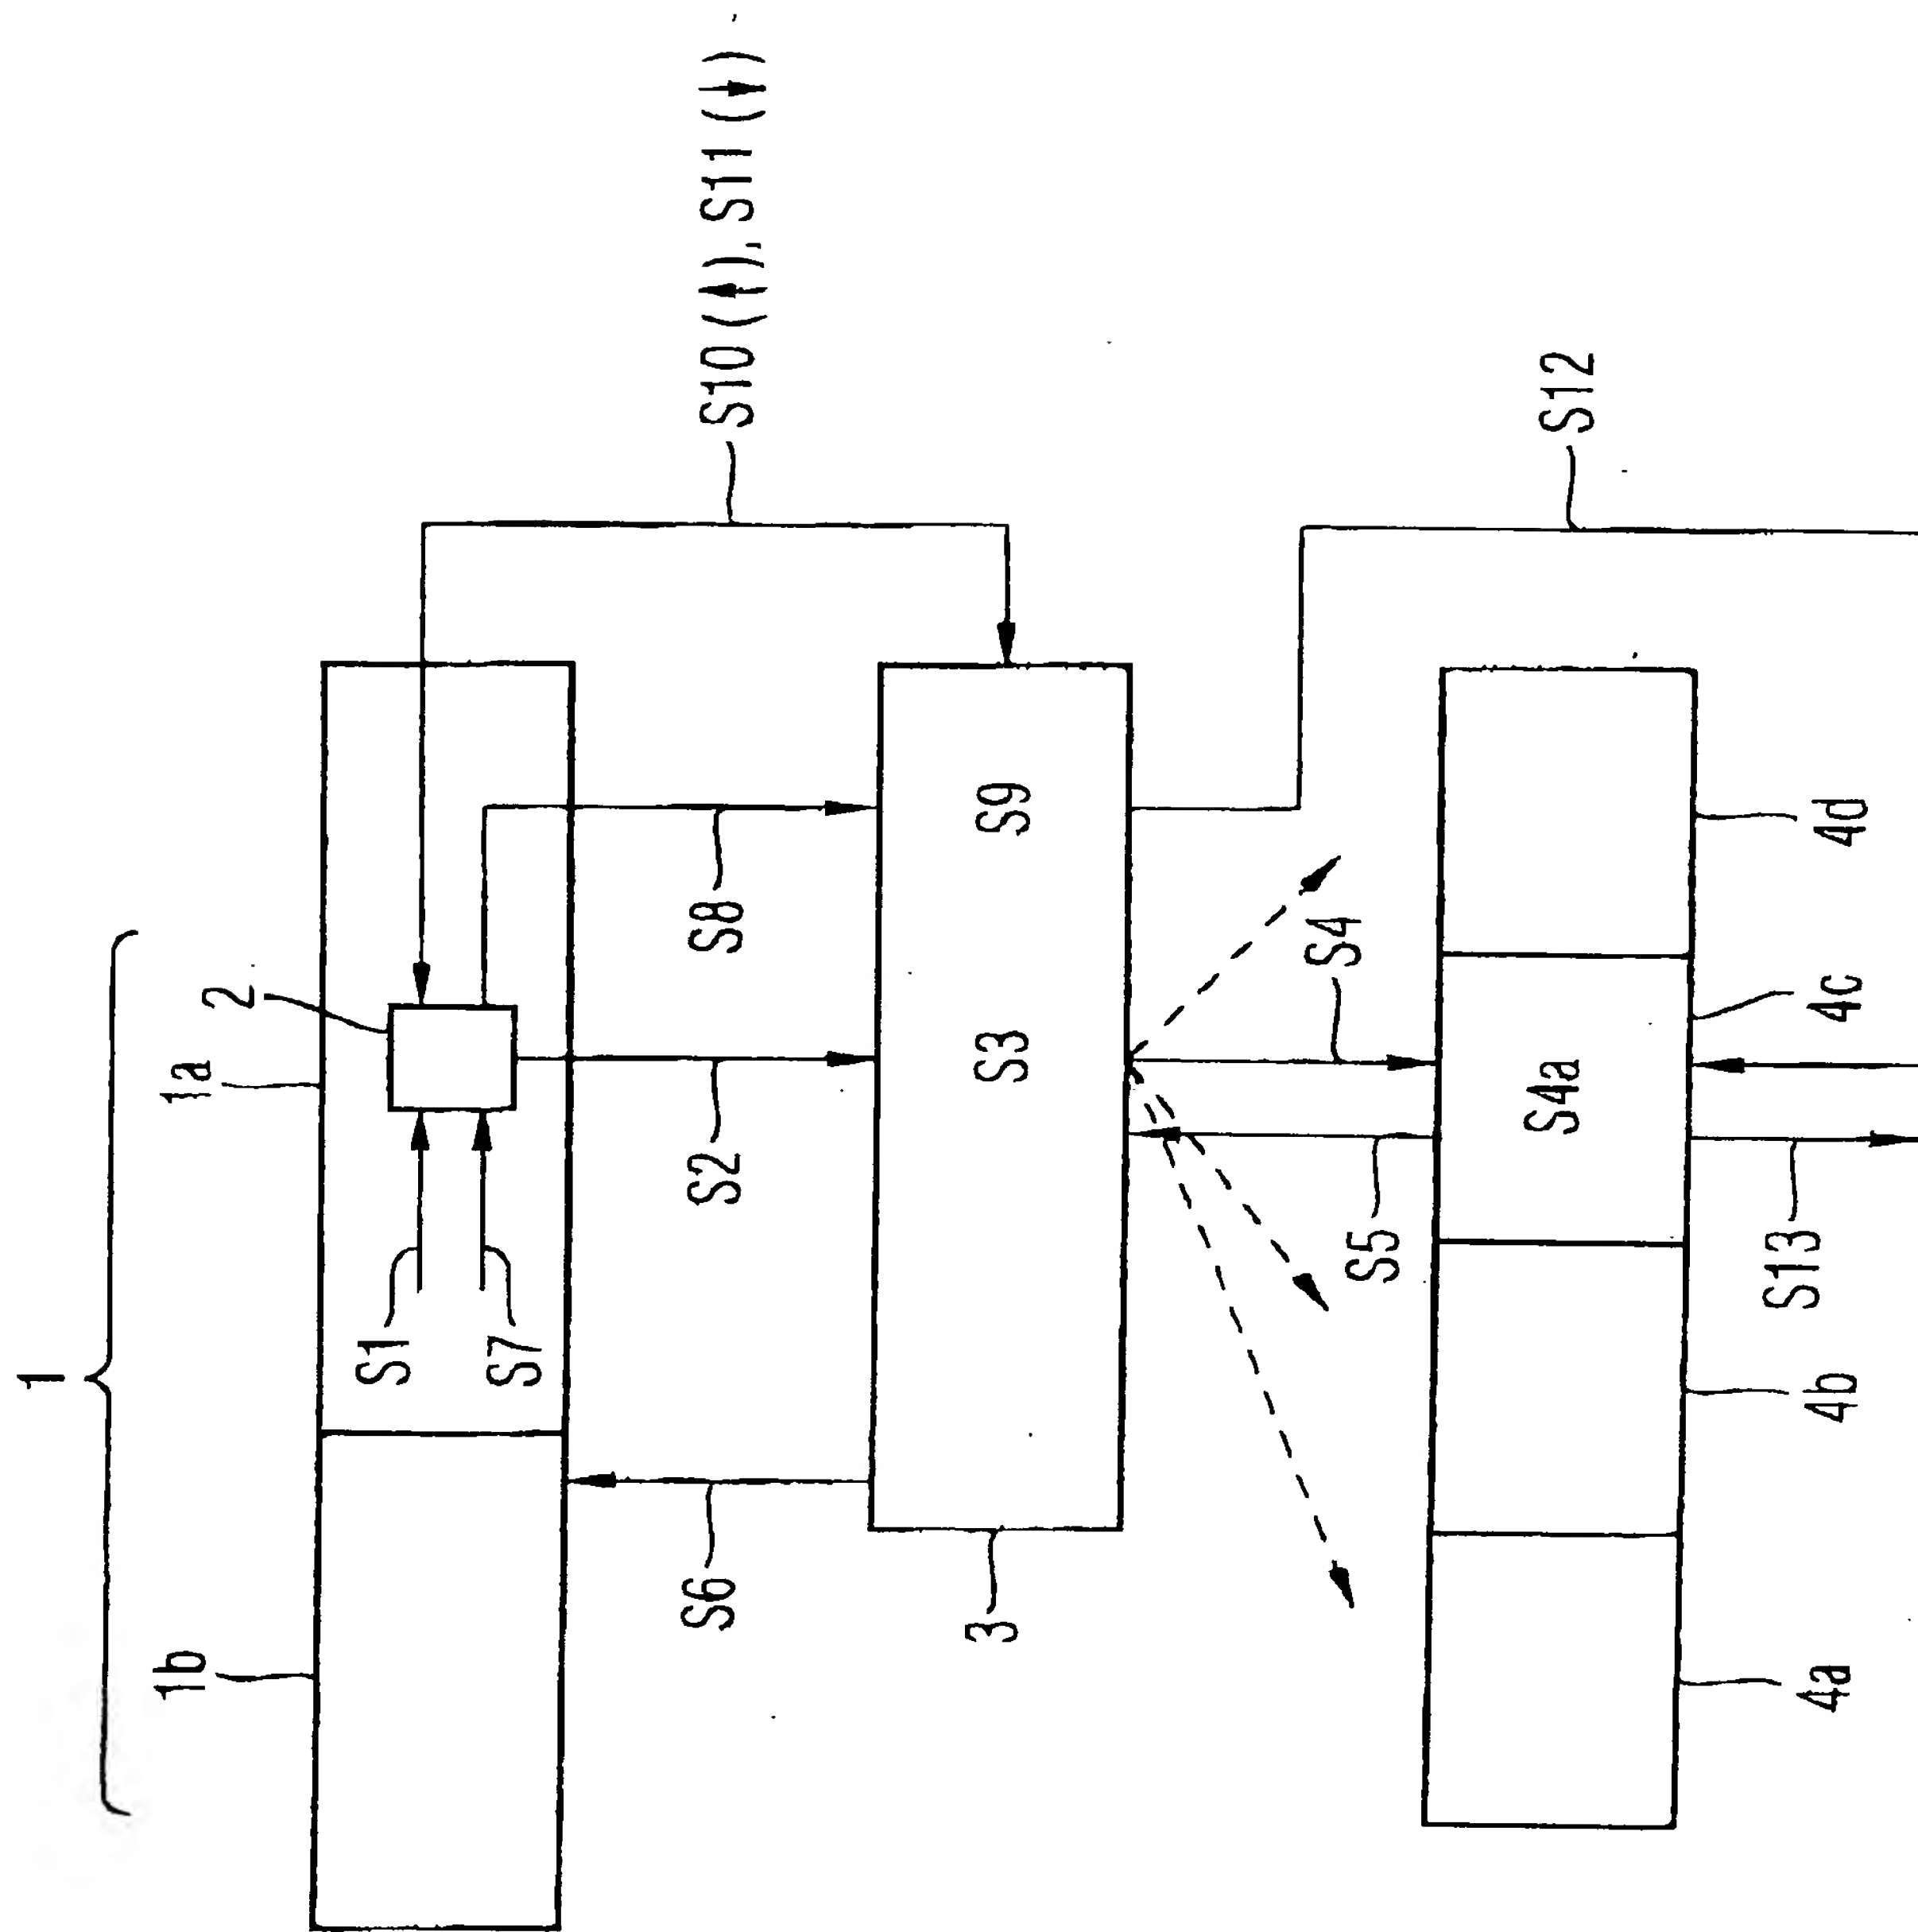 1
1b
1a
2
S1
S7
S6
S2
S8
S10(↑),S11(↓)
3
S3
S9
S5
S4
S12
S4a
4a
4b
S13
4c
4d